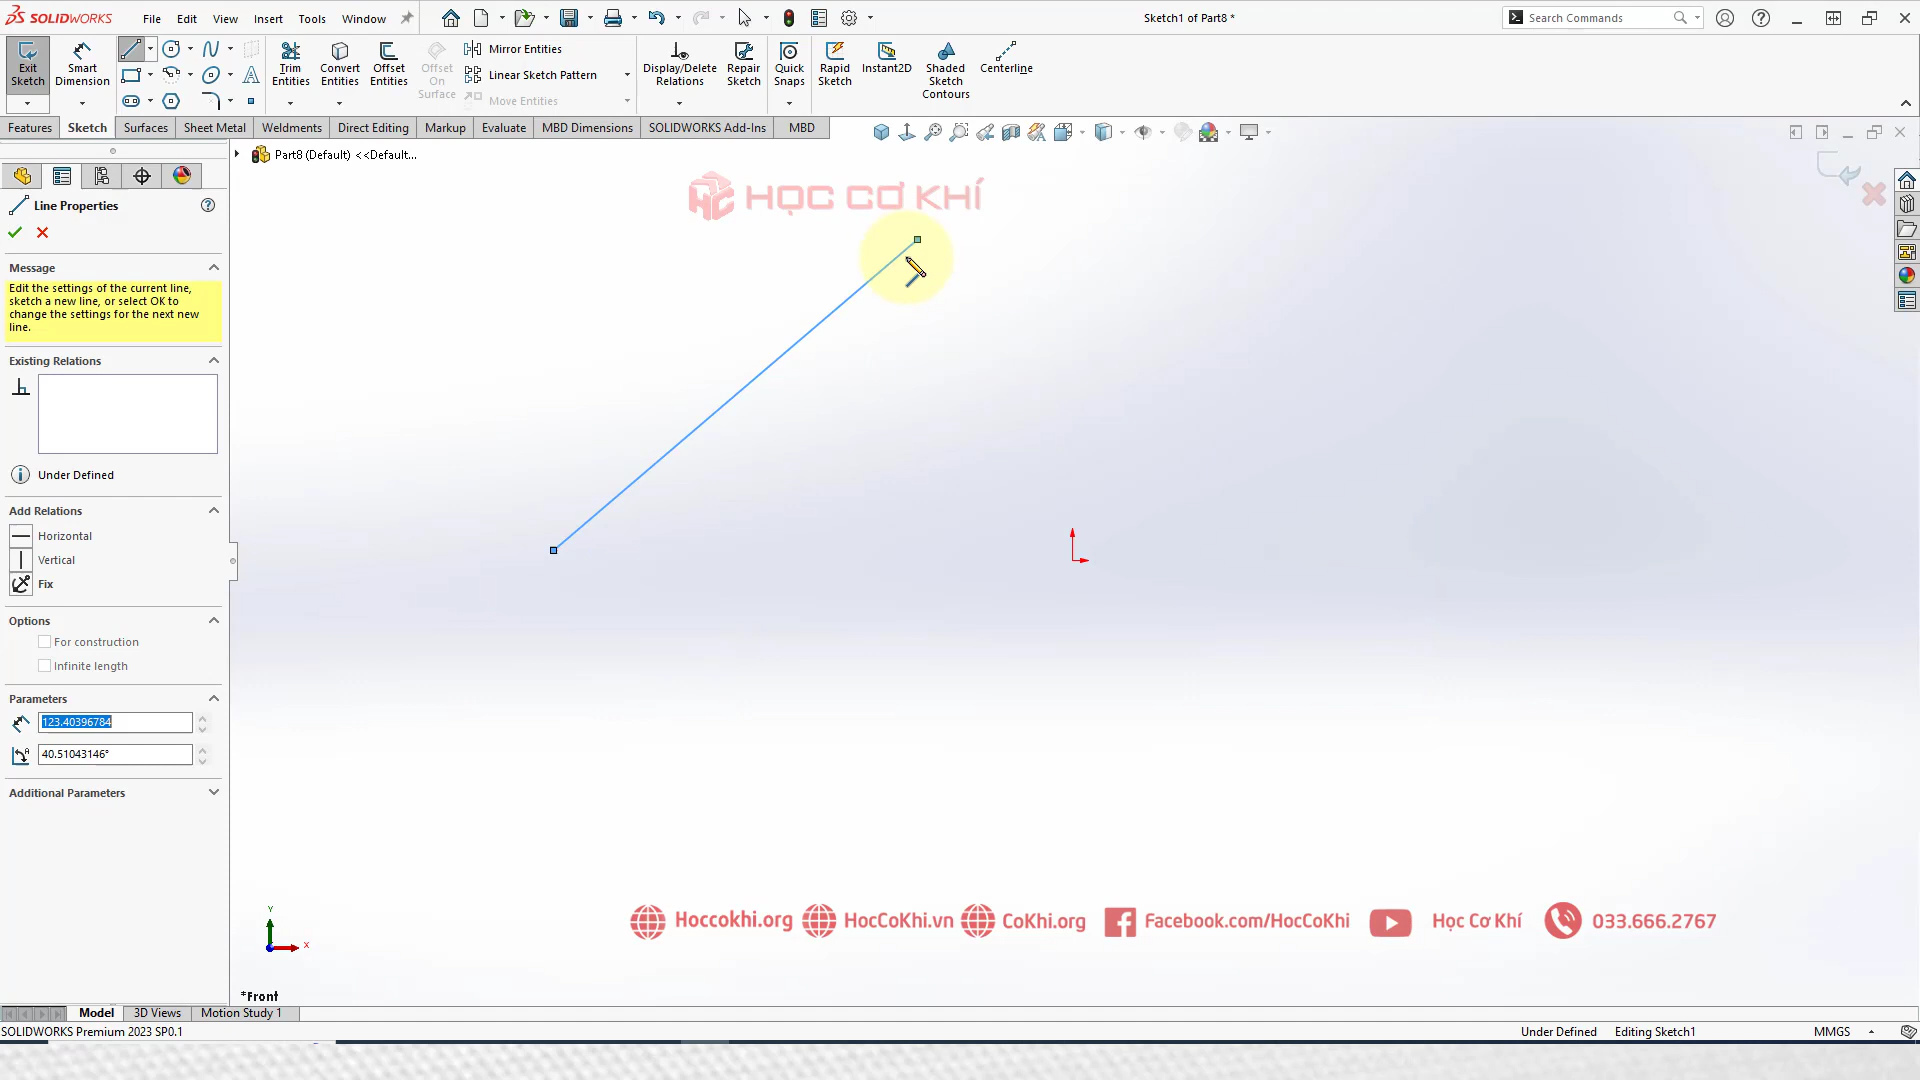 SOLIDWORKS File Edit View Insert Tools Window Sketch1 of Part8 * Search Commands
Exit Sketch
Smart Dimension
Trim Entities
Convert Entities
Offset Entities
Offset On Surface
Mirror Entities
Linear Sketch Pattern
Move Entities
Display/Delete Relations
Repair Sketch
Quick Snaps
Rapid Sketch
Instant2D
Shaded Sketch Contours
Centerline
Features Sketch Surfaces Sheet Metal Weldments Direct Editing Markup Evaluate MBD Dimensions SOLIDWORKS Add-Ins MBD
Part8 (Default) <<Default...
HỌC CƠ KHÍ
Line Properties
Message
Edit the settings of the current line,
sketch a new line, or select OK to
change the settings for the next new
line.
Existing Relations
Under Defined
Add Relations
Horizontal
Vertical
Fix
Options
For construction
Infinite length
Parameters
123.40396784
40.51043146°
Additional Parameters
Y
X
Hoccokhi.org HocCoKhi.vn CoKhi.org Facebook.com/HocCoKhi Học Cơ Khí 033.666.2767
*Front
Model 3D Views Motion Study 1
SOLIDWORKS Premium 2023 SP0.1 Under Defined Editing Sketch1 MMGS